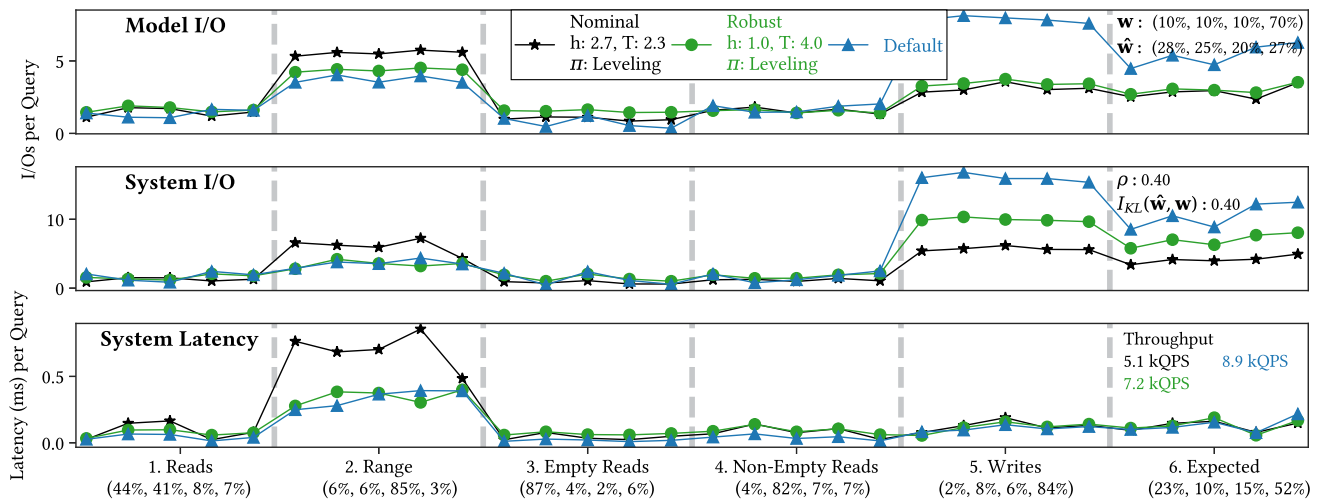 Model I/O
Nominal
h: 2.7, T: 2.3
π: Leveling
Robust
h: 1.0, T: 4.0
π: Leveling
Default
w : (10%, 10%, 10%, 70%)
ŵ : (28%, 25%, 20%, 27%)
I/Os per Query
5
0
System I/O
ρ : 0.40
I_KL(ŵ, w) : 0.40
10
0
System Latency
Latency (ms) per Query
Throughput
5.1 kQPS 8.9 kQPS
7.2 kQPS
0.5
0.0
1. Reads
(44%, 41%, 8%, 7%)
2. Range
(6%, 6%, 85%, 3%)
3. Empty Reads
(87%, 4%, 2%, 6%)
4. Non-Empty Reads
(4%, 82%, 7%, 7%)
5. Writes
(2%, 8%, 6%, 84%)
6. Expected
(23%, 10%, 15%, 52%)